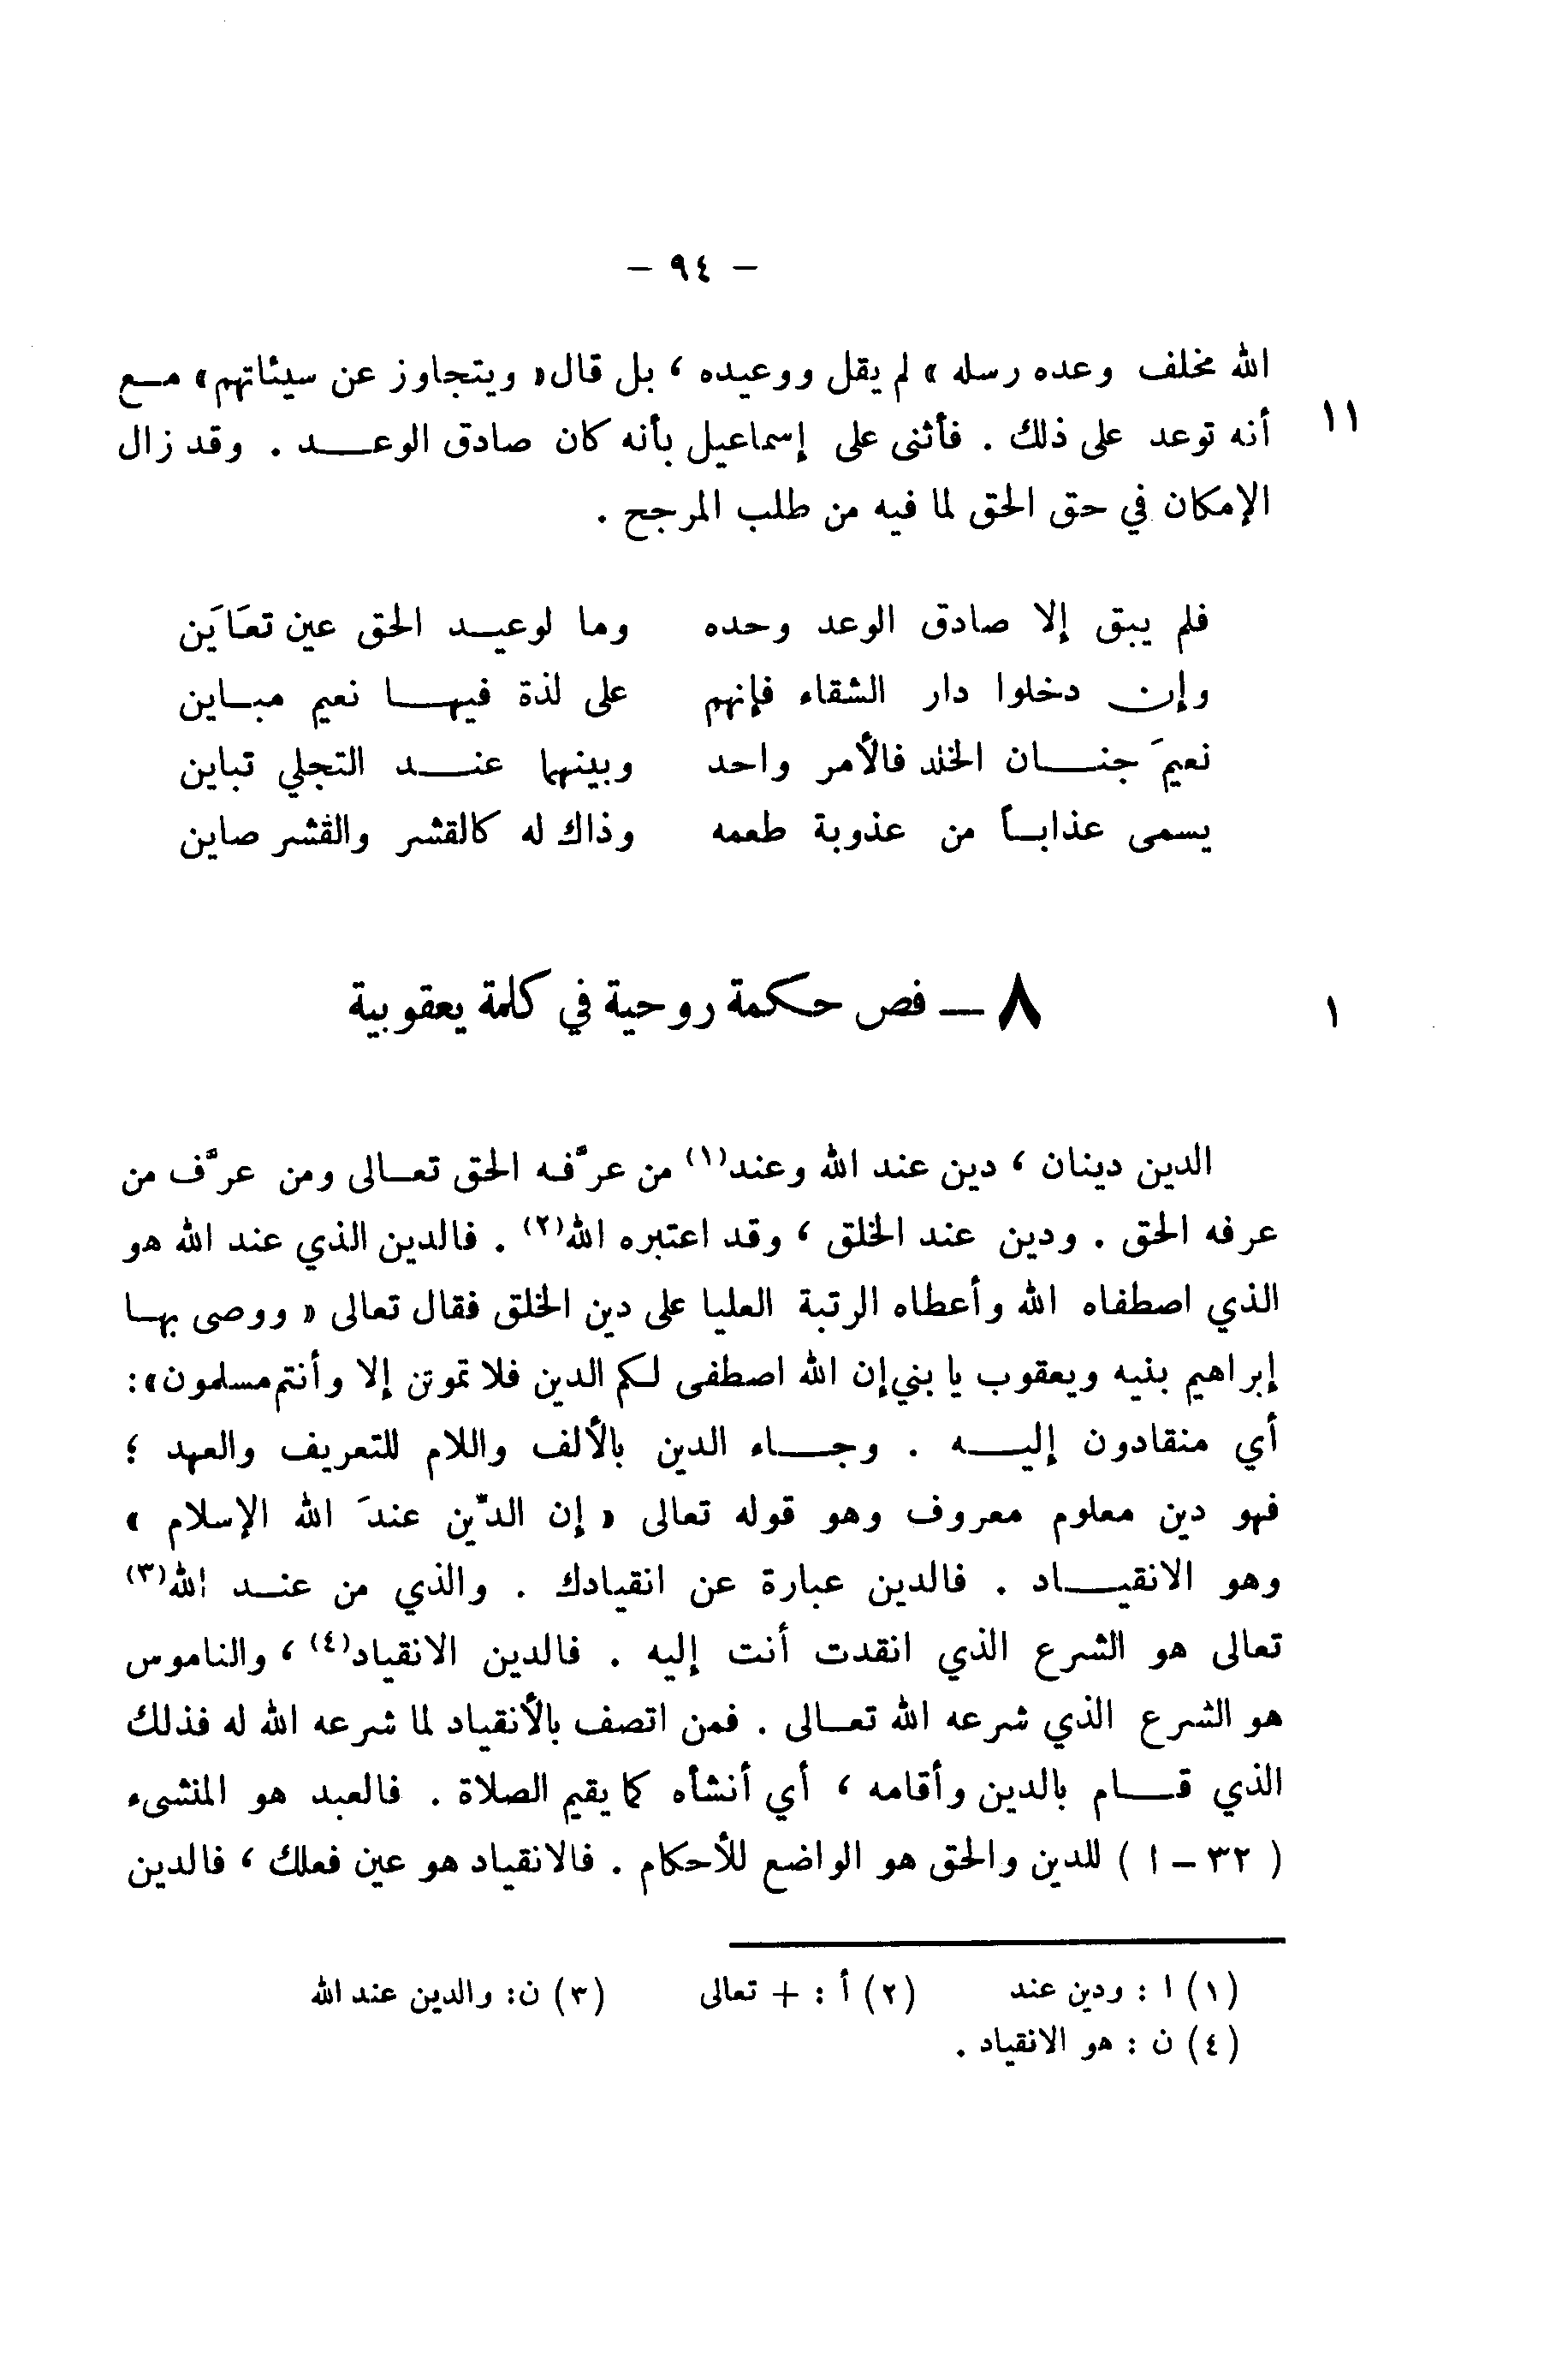 - ٩٤ -
الله مخلف وعده رسله » لم يقل ووعيده ، بل قال « ويتجاوز عن سيئاتهم » مع
١١ أنه توعد على ذلك . فأثنى على إسماعيل بأنه كان صادق الوعد . وقد زال
الإمكان في حق الحق لما فيه من طلب المرجح .
فلم يبق إلا صادق الوعد وحده وما لوعيد الحق عين تعَايَن
وإن دخلوا دار الشقاء فإنهم على لذة فيها نعيم مباين
نعيمَ جنان الخلد فالأمر واحد وبينهما عند التجلي تباين
يسمى عذاباً من عذوبة طعمه وذاك له كالقشر والقشر صاين
١ ٨ – فص حكمة روحية في كلمة يعقوبية
الدين دينان ، دين عند الله وعند(١) من عرَّفه الحق تعالى ومن عرَّف من
عرفه الحق . ودين عند الخلق ، وقد اعتبره الله(٢) . فالدين الذي عند الله هو
الذي اصطفاه الله وأعطاه الرتبة العليا على دين الخلق فقال تعالى « ووصى بها
إبراهيم بنيه ويعقوب يا بني إن الله اصطفى لكم الدين فلا تموتن إلا وأنتم مسلمون »:
أي منقادون إليه . وجاء الدين بالألف واللام للتعريف والعهد ؛
فهو دين معلوم معروف وهو قوله تعالى « إن الدِّين عندَ الله الإسلام »
وهو الانقياد . فالدين عبارة عن انقيادك . والذي من عند الله(٣)
تعالى هو الشرع الذي انقدت أنت إليه . فالدين الانقياد(٤) ، والناموس
هو الشرع الذي شرعه الله تعالى . فمن اتصف بالأنقياد لما شرعه الله له فذلك
الذي قام بالدين وأقامه ، أي أنشأه كما يقيم الصلاة . فالعبد هو المنشىء
( ٣٢ – ا ) للدين والحق هو الواضع للأحكام . فالانقياد هو عين فعلك ، فالدين
(١) ا : ودين عند (٢) أ : + تعالى (٣) ن: والدين عند الله
(٤) ن : هو الانقياد .